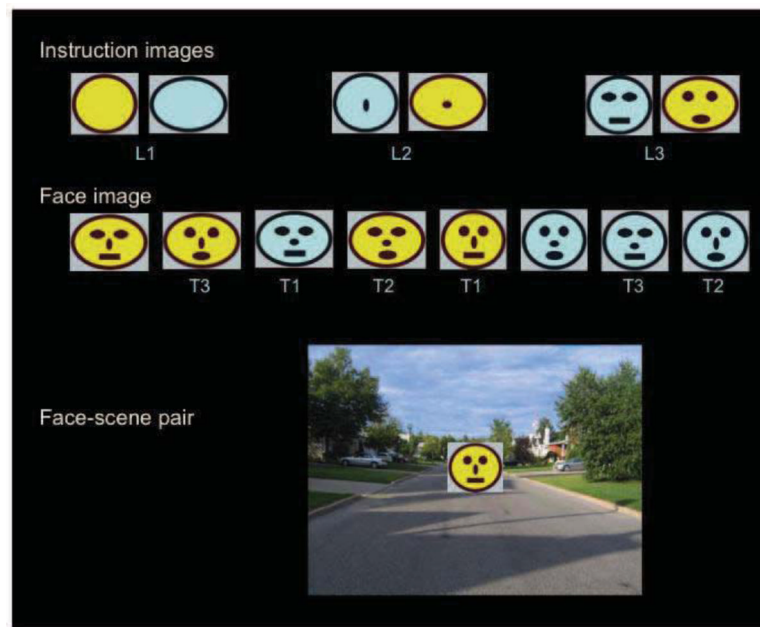 Instruction images
L1 L2 L3
Face image
T3 T1 T2 T1 T3 T2
Face-scene pair